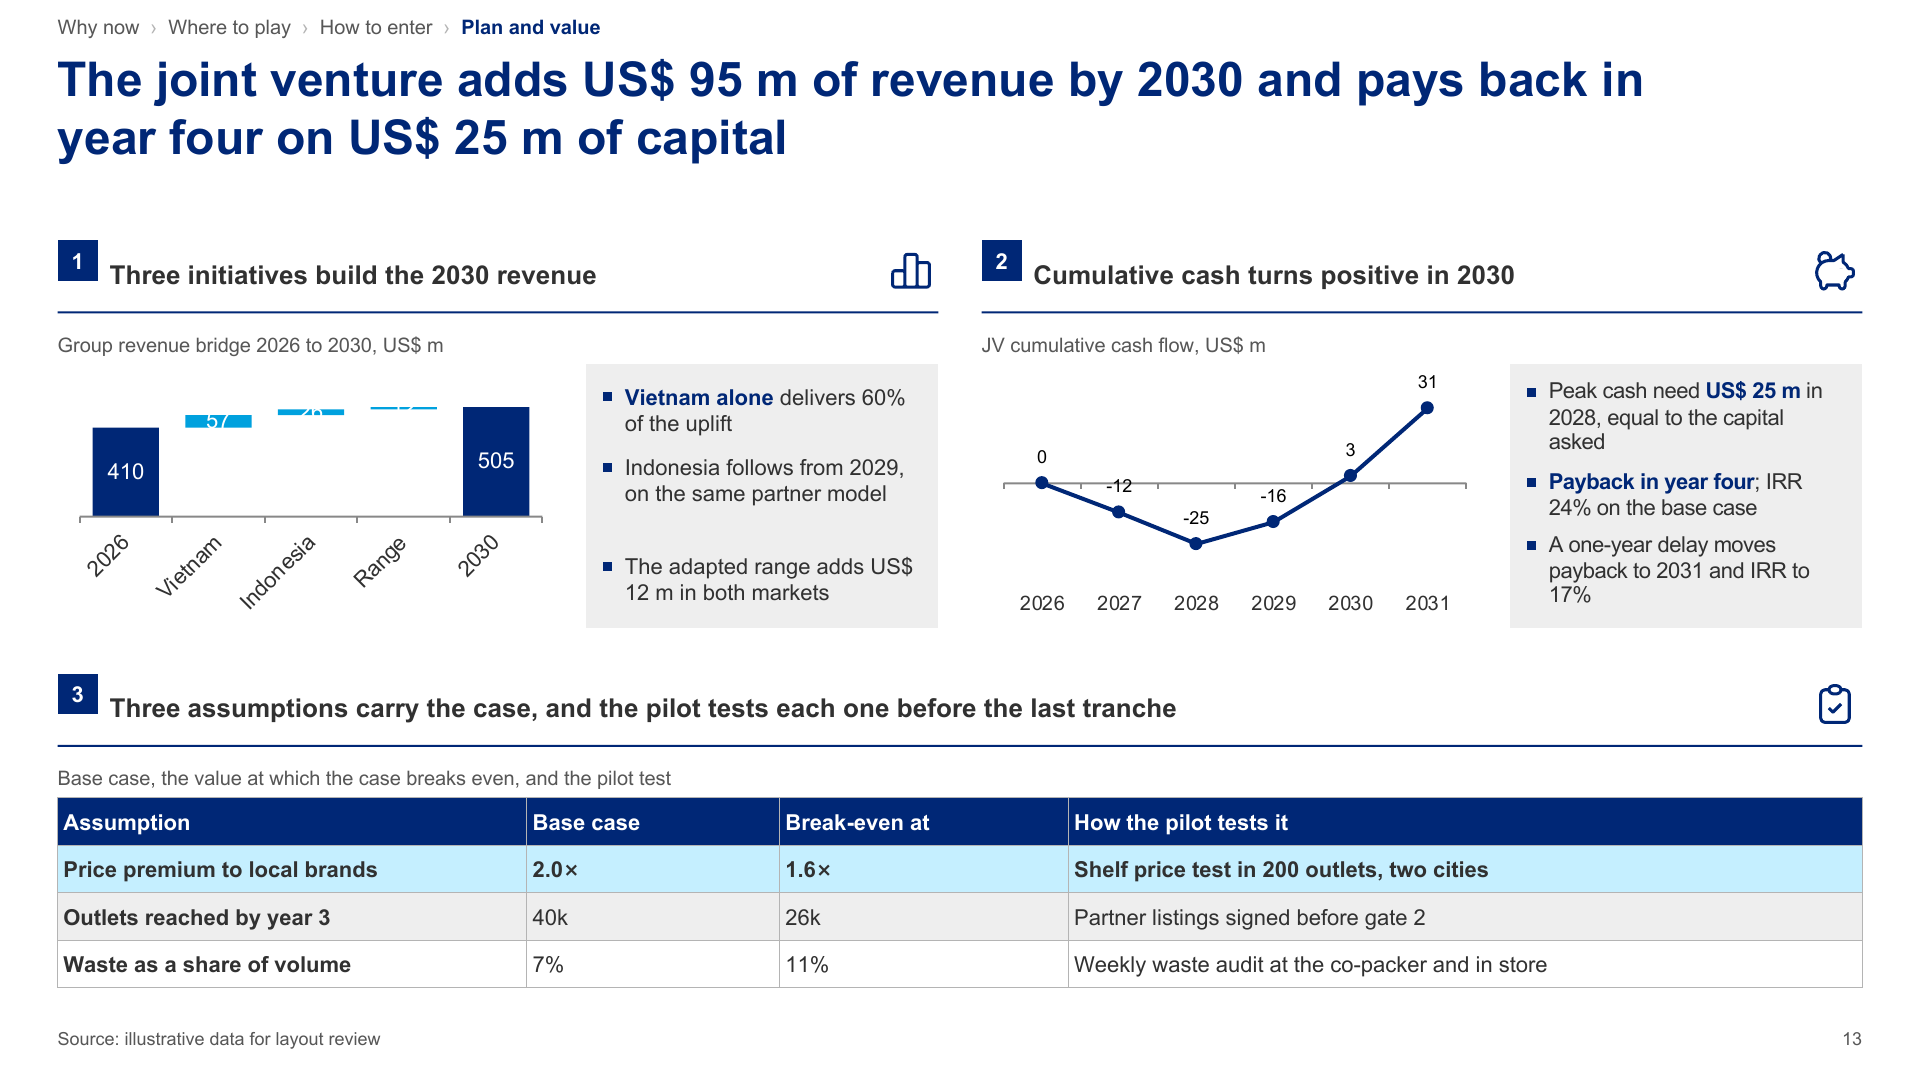 Why now › Where to play › How to enter › Plan and value
The joint venture adds US$ 95 m of revenue by 2030 and pays back in
year four on US$ 25 m of capital
1 Three initiatives build the 2030 revenue
Group revenue bridge 2026 to 2030, US$ m
410
57
26
12
505
2026
Vietnam
Indonesia
Range
2030
Vietnam alone delivers 60%
of the uplift
Indonesia follows from 2029,
on the same partner model
The adapted range adds US$
12 m in both markets
2 Cumulative cash turns positive in 2030
JV cumulative cash flow, US$ m
0
-12
-25
-16
3
31
2026 2027 2028 2029 2030 2031
Peak cash need US$ 25 m in
2028, equal to the capital
asked
Payback in year four; IRR
24% on the base case
A one-year delay moves
payback to 2031 and IRR to
17%
3 Three assumptions carry the case, and the pilot tests each one before the last tranche
Base case, the value at which the case breaks even, and the pilot test
Assumption Base case Break-even at How the pilot tests it
Price premium to local brands 2.0× 1.6× Shelf price test in 200 outlets, two cities
Outlets reached by year 3 40k 26k Partner listings signed before gate 2
Waste as a share of volume 7% 11% Weekly waste audit at the co-packer and in store
Source: illustrative data for layout review
13